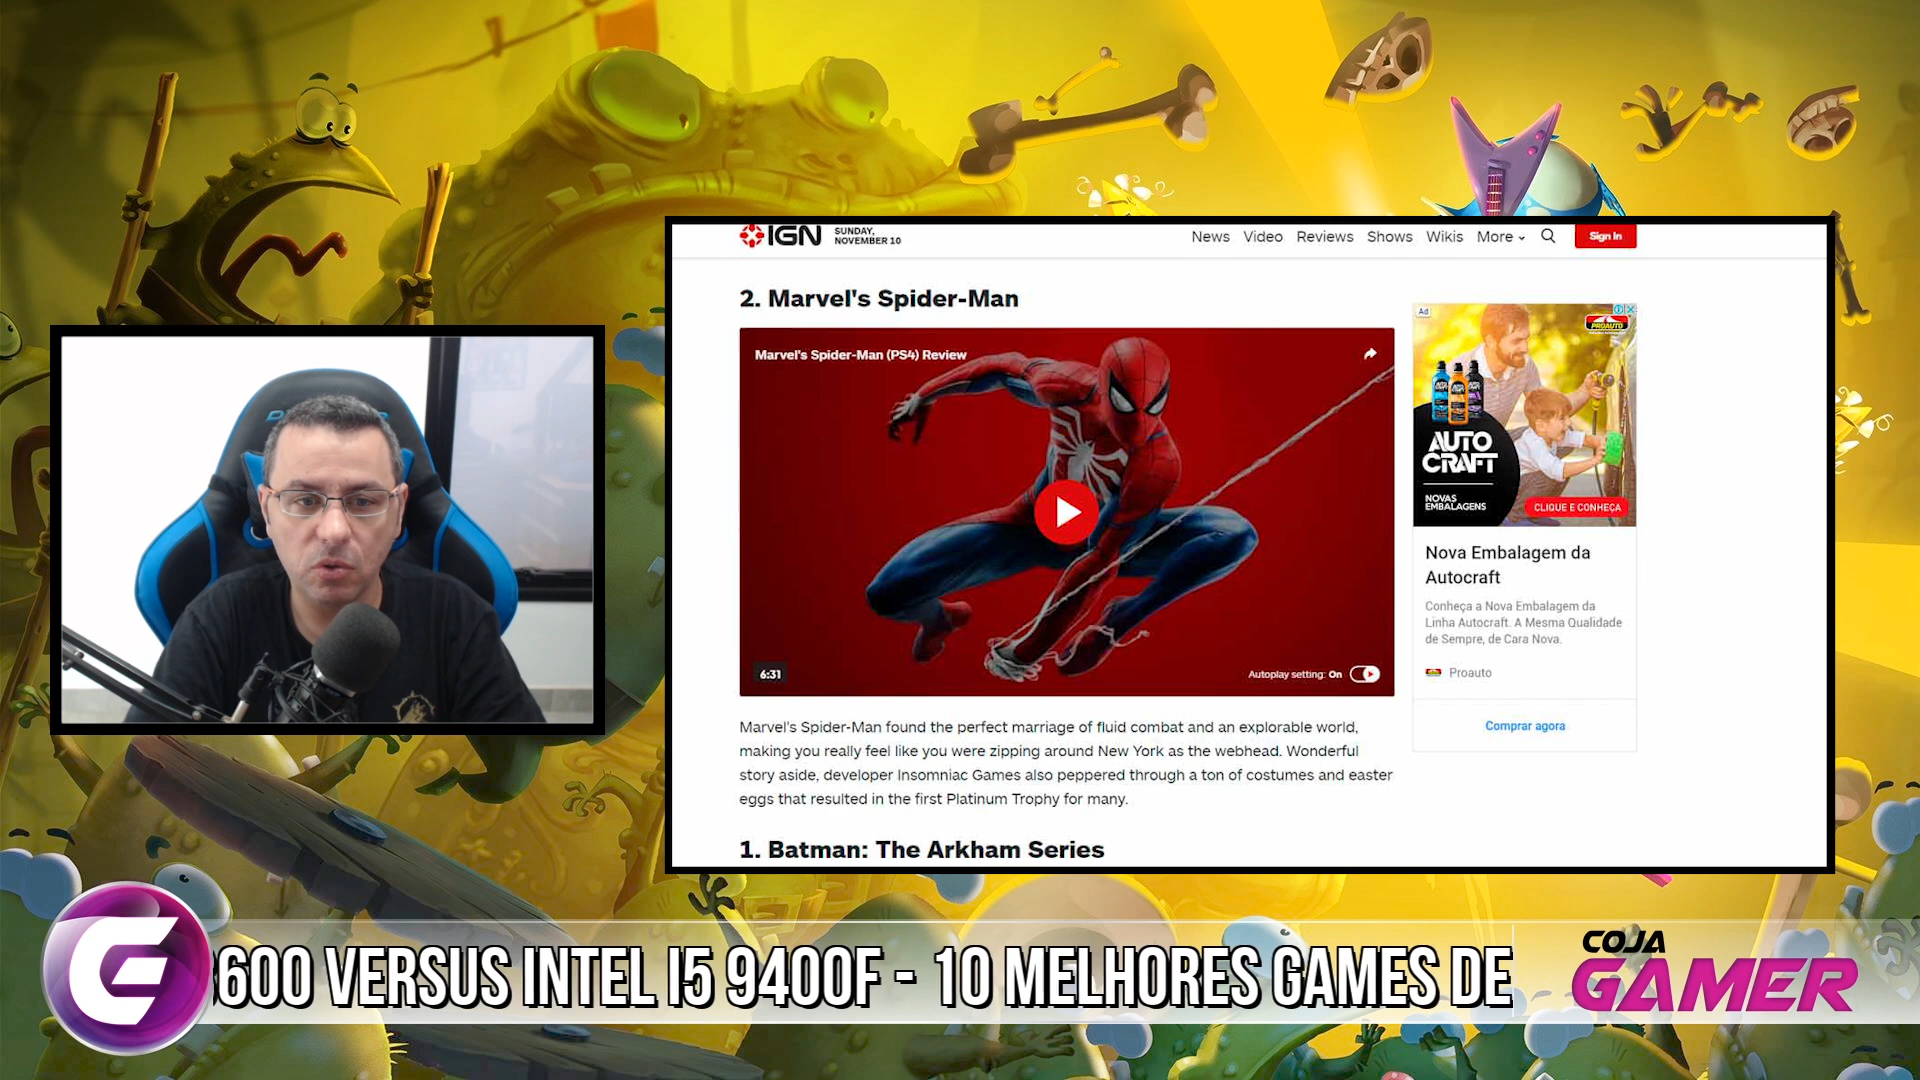 IGN
SUNDAY,
NOVEMBER 10
News Video Reviews Shows Wikis More
Sign In
2. Marvel's Spider-Man
Marvel's Spider-Man (PS4) Review
6:31
Autoplay setting: On
Marvel's Spider-Man found the perfect marriage of fluid combat and an explorable world,
making you really feel like you were zipping around New York as the webhead. Wonderful
story aside, developer Insomniac Games also peppered through a ton of costumes and easter
eggs that resulted in the first Platinum Trophy for many.
1. Batman: The Arkham Series
Ad
PROAUTO
AUTO
CRAFT
NOVAS
EMBALAGENS
CLIQUE E CONHEÇA
Nova Embalagem da
Autocraft
Conheça a Nova Embalagem da
Linha Autocraft. A Mesma Qualidade
de Sempre, de Cara Nova.
Proauto
Comprar agora
3600 VERSUS INTEL I5 9400F - 10 MELHORES GAMES DE
COJA
GAMER